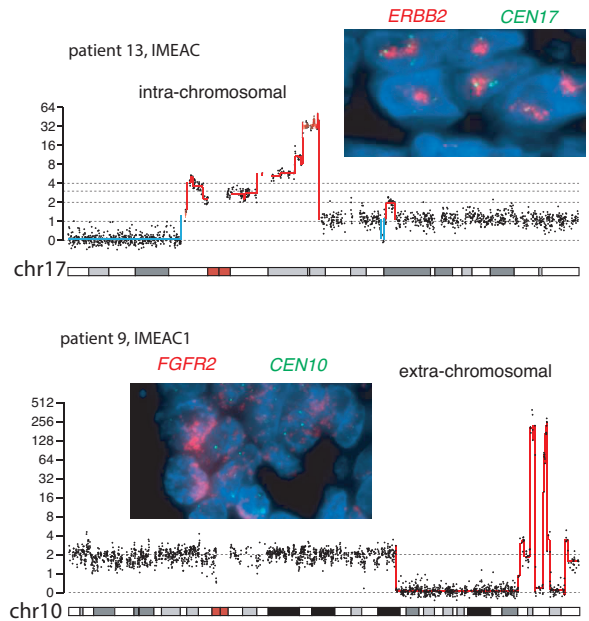 ERBB2 CEN17
patient 13, IMEAC
intra-chromosomal
64
32
16
8
4
2
1
0
chr17
patient 9, IMEAC1
FGFR2 CEN10
extra-chromosomal
512
256
128
64
32
16
8
4
2
1
0
chr10